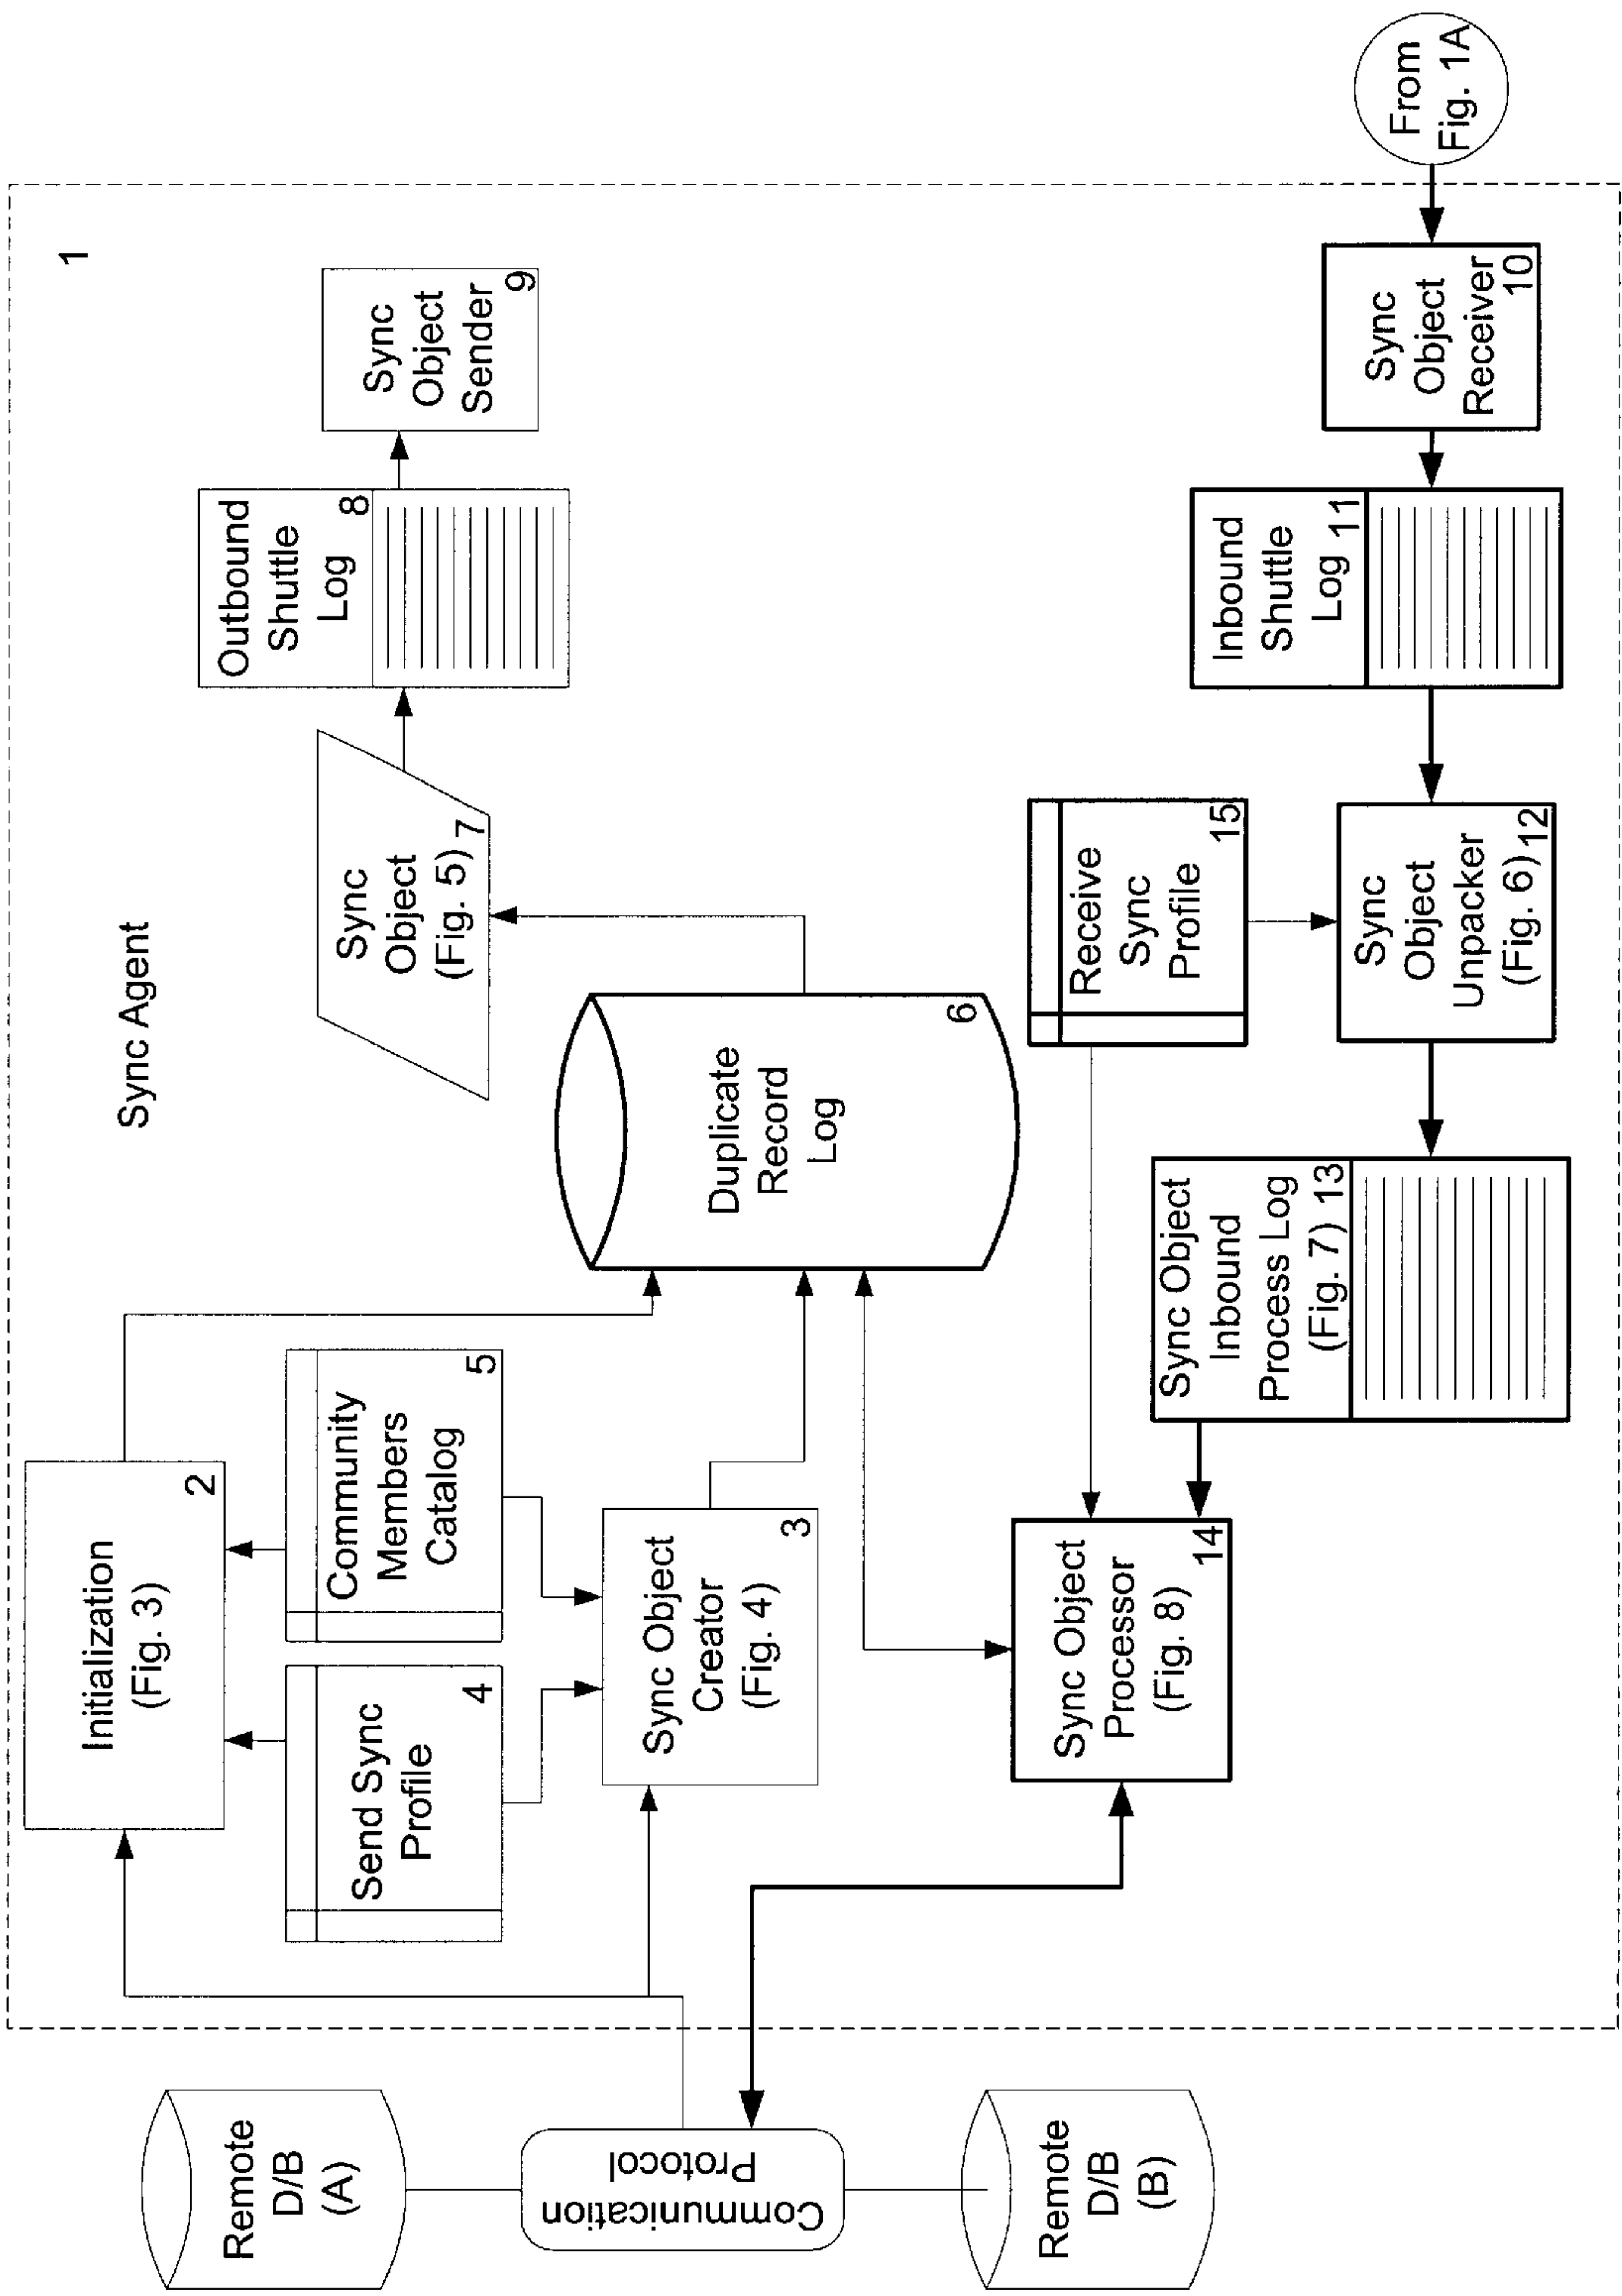 Sync Agent
1
Remote
D/B
(A)
Communication
Protocol
Remote
D/B
(B)
Initialization
(Fig. 3)
2
Send Sync
Profile
4
Community
Members
Catalog
5
Sync Object
Creator
(Fig. 4)
3
Duplicate
Record
Log
6
Sync
Object
(Fig. 5)
7
Outbound
Shuttle
Log
8
Sync
Object
Sender
9
Sync Object
Processor
(Fig. 8)
14
Sync Object
Inbound
Process Log
(Fig. 7) 13
Receive
Sync
Profile
15
Sync
Object
Unpacker
(Fig. 6) 12
Inbound
Shuttle
Log 11
Sync
Object
Receiver
10
From
Fig. 1A